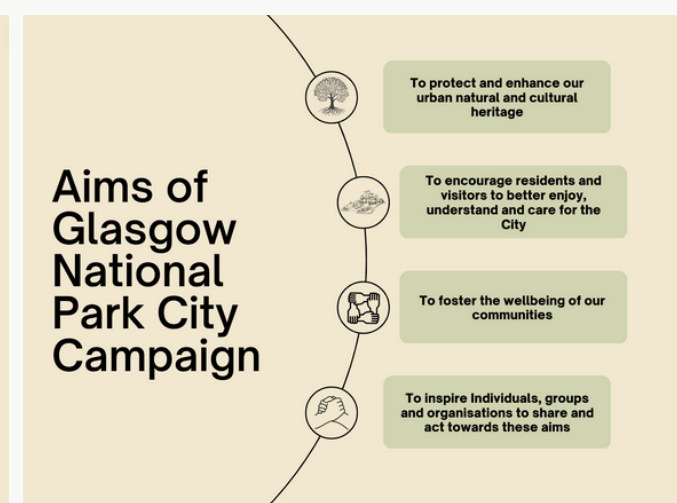 Aims of
Glasgow
National
Park City
Campaign
To protect and enhance our
urban natural and cultural
heritage
To encourage residents and
visitors to better enjoy,
understand and care for the
City
To foster the wellbeing of our
communities
To inspire Individuals, groups
and organisations to share and
act towards these aims